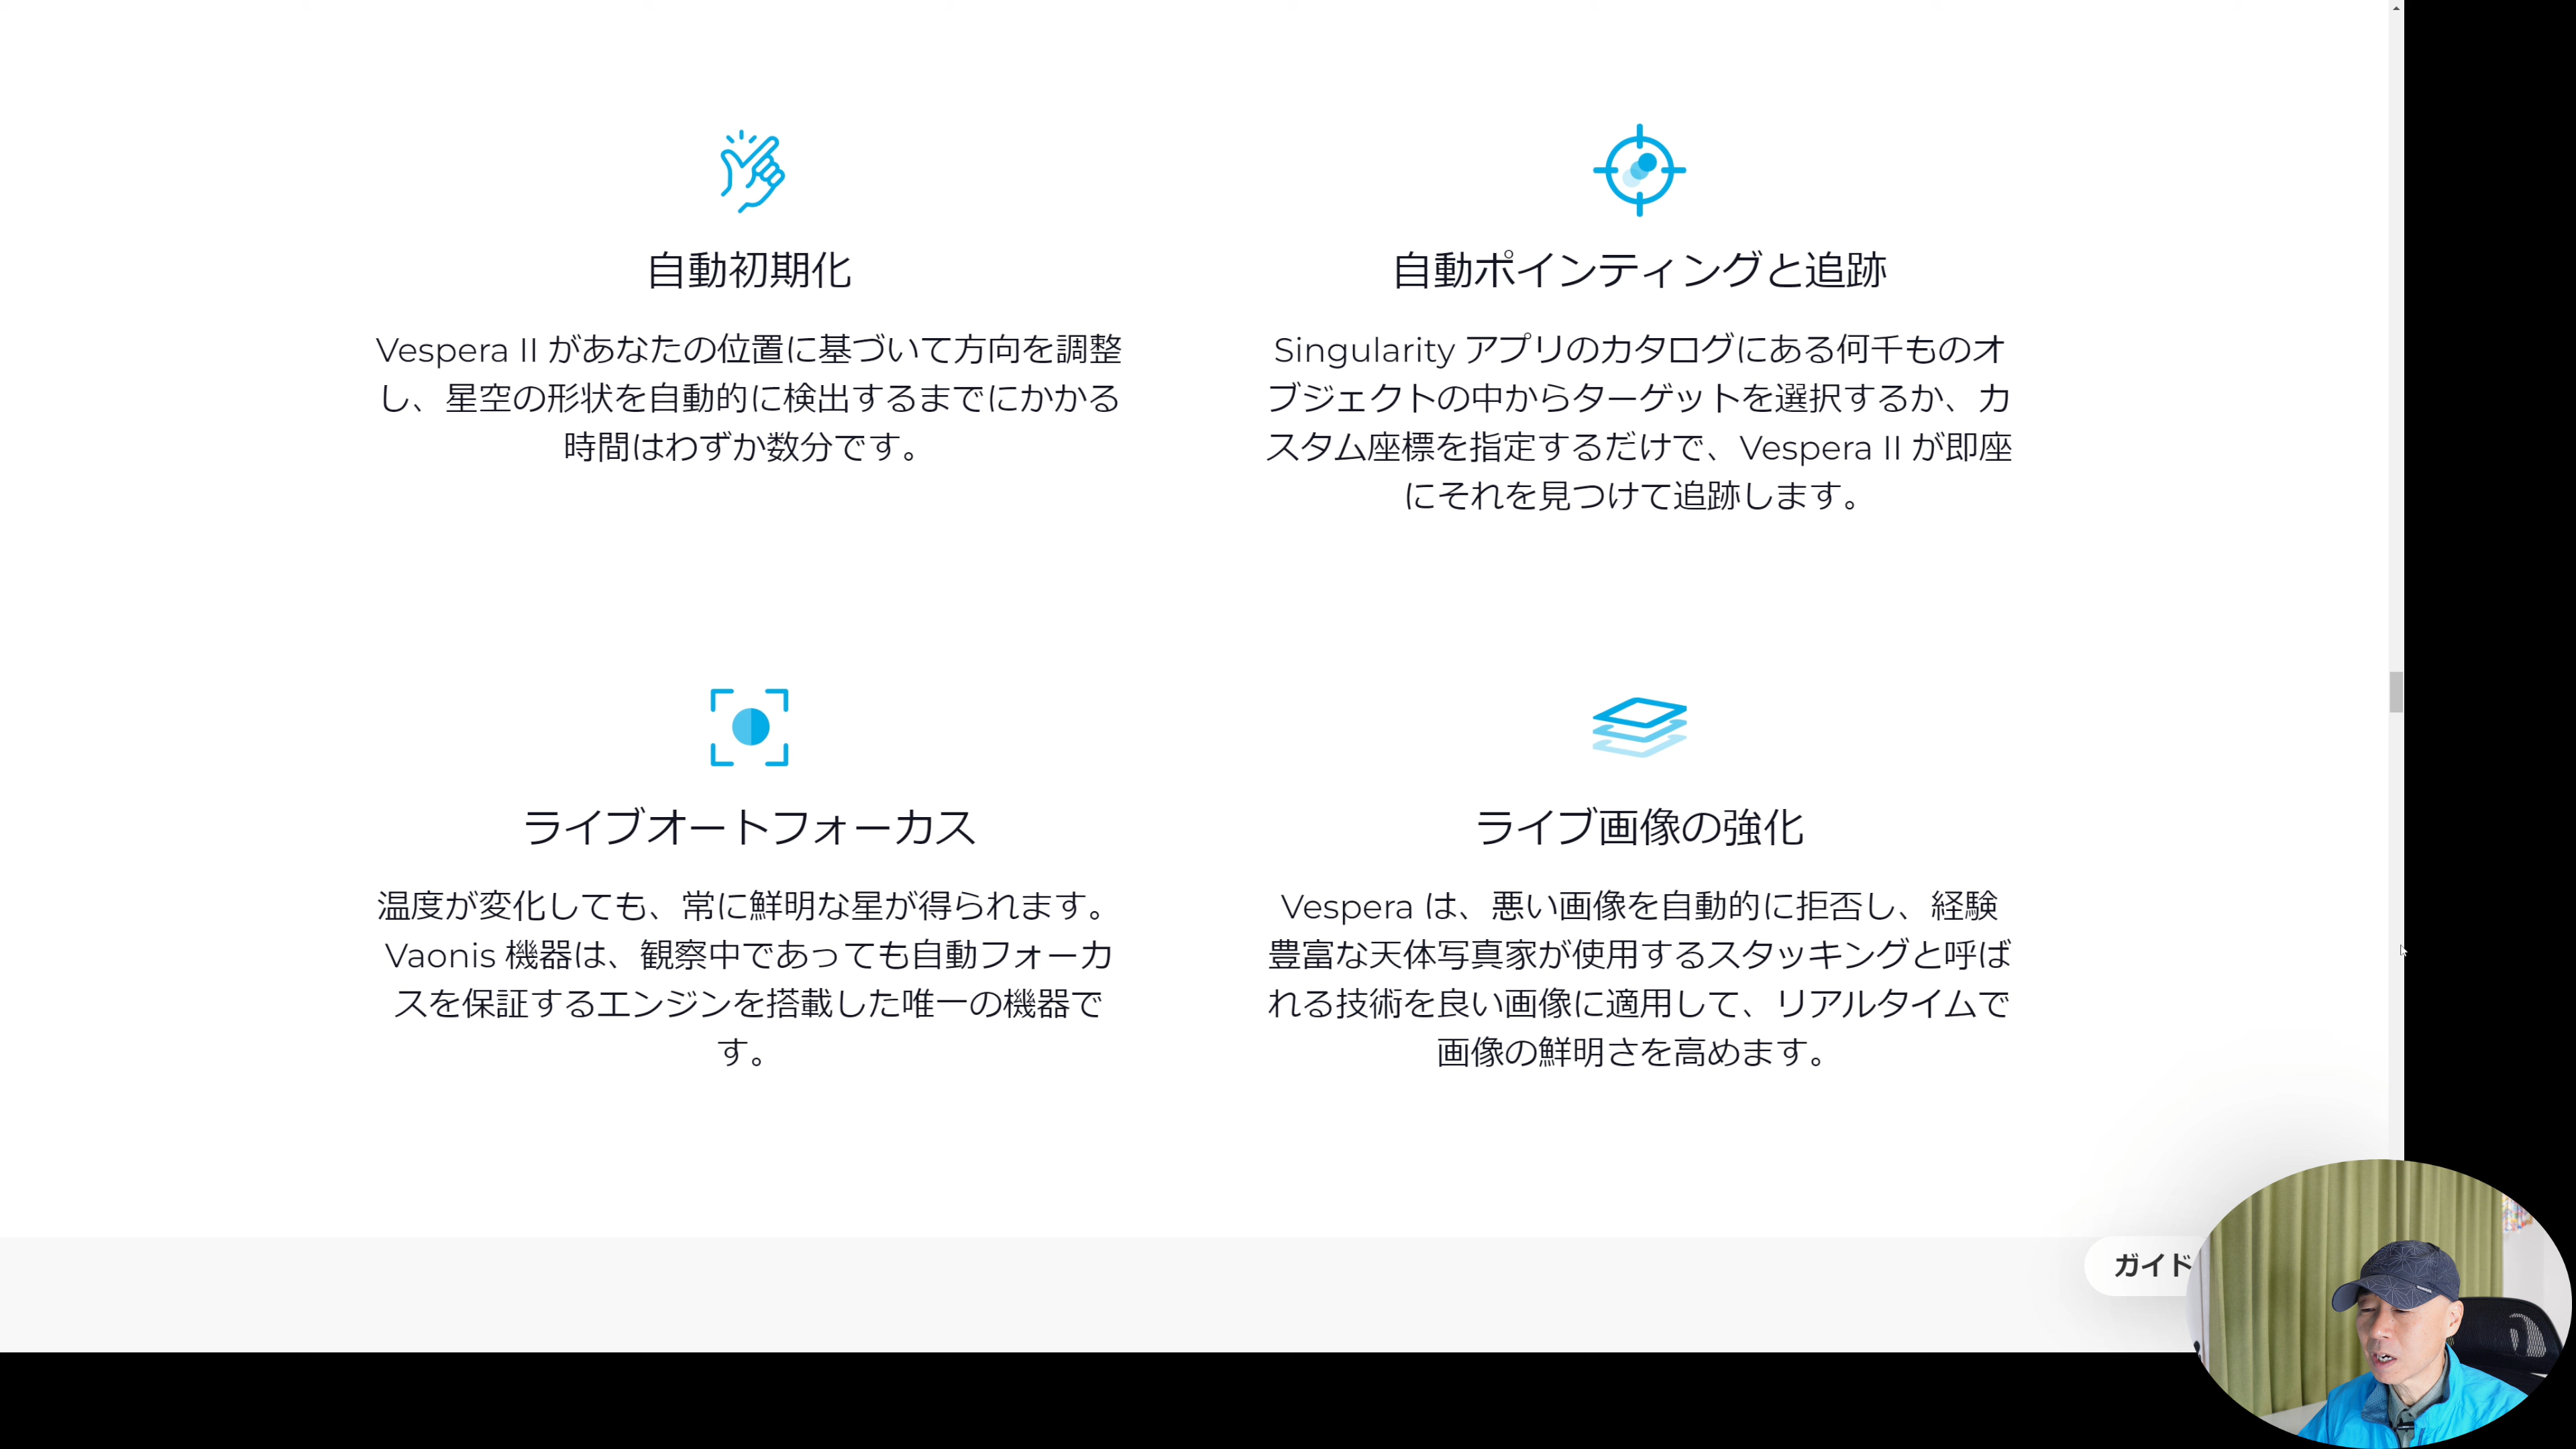 自動初期化
Vespera II があなたの位置に基づいて方向を調整
し、星空の形状を自動的に検出するまでにかかる
時間はわずか数分です。
自動ポインティングと追跡
Singularity アプリのカタログにある何千ものオ
ブジェクトの中からターゲットを選択するか、カ
スタム座標を指定するだけで、Vespera II が即座
にそれを見つけて追跡します。
ライブオートフォーカス
温度が変化しても、常に鮮明な星が得られます。
Vaonis 機器は、観察中であっても自動フォーカ
スを保証するエンジンを搭載した唯一の機器で
す。
ライブ画像の強化
Vespera は、悪い画像を自動的に拒否し、経験
豊富な天体写真家が使用するスタッキングと呼ば
れる技術を良い画像に適用して、リアルタイムで
画像の鮮明さを高めます。
ガイド